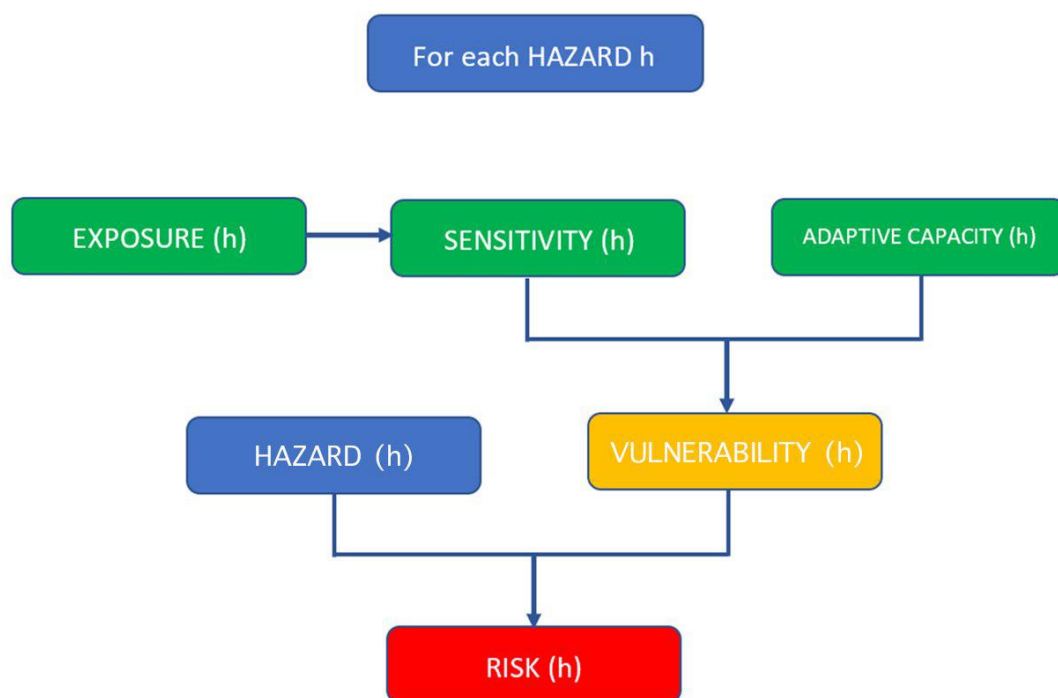 For each HAZARD h
EXPOSURE (h)
SENSITIVITY (h)
ADAPTIVE CAPACITY (h)
HAZARD (h)
VULNERABILITY (h)
RISK (h)